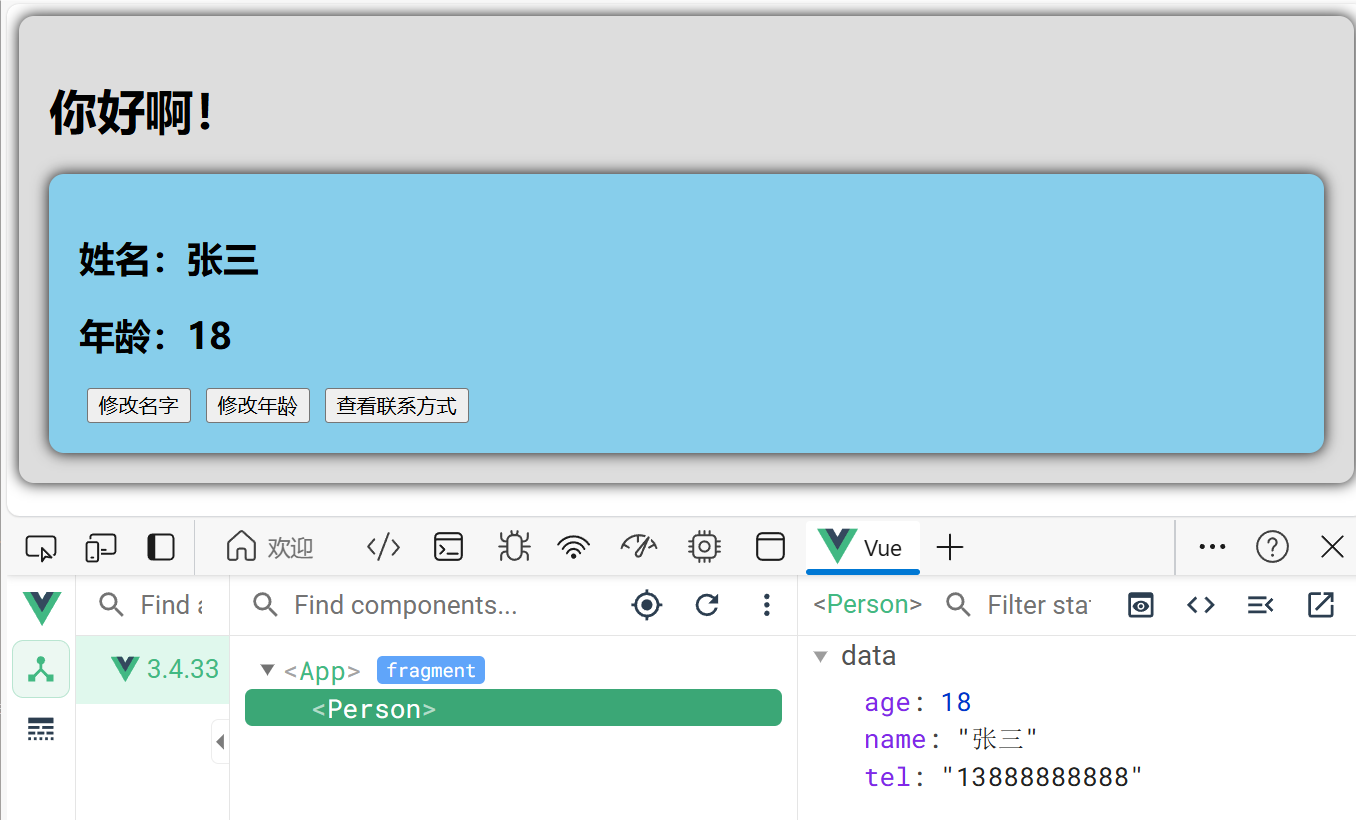 你好啊！
姓名：张三
年龄：18
修改名字 修改年龄 查看联系方式
欢迎 Vue
Find Find components... <Person> Filter sta
3.4.33 <App> fragment data
<Person> age: 18
name: "张三"
tel: "13888888888"